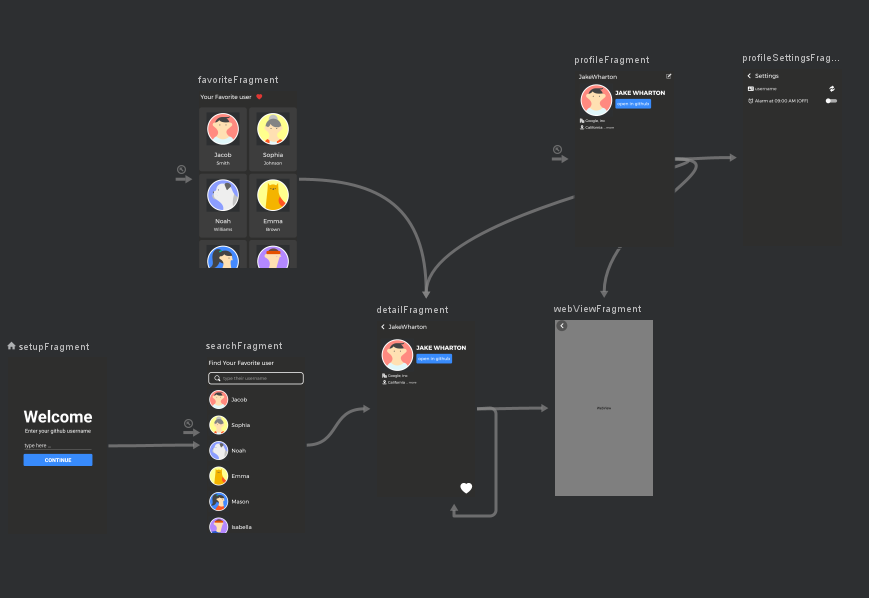 favoriteFragment
Your Favorite user
Jacob
Smith
Sophia
Johnson
Noah
Williams
Emma
Brown
profileFragment
JakeWharton
JAKE WHARTON
open in github
Google, Inc
California... more
profileSettingsFrag...
Settings
username
Alarm at 09:00 AM (OFF)
setupFragment
Welcome
Enter your github username
type here ...
CONTINUE
searchFragment
Find Your Favorite user
type their username
Jacob
Sophia
Noah
Emma
Mason
Isabella
detailFragment
JakeWharton
JAKE WHARTON
open in github
Google, Inc
California... more
webViewFragment
WebView